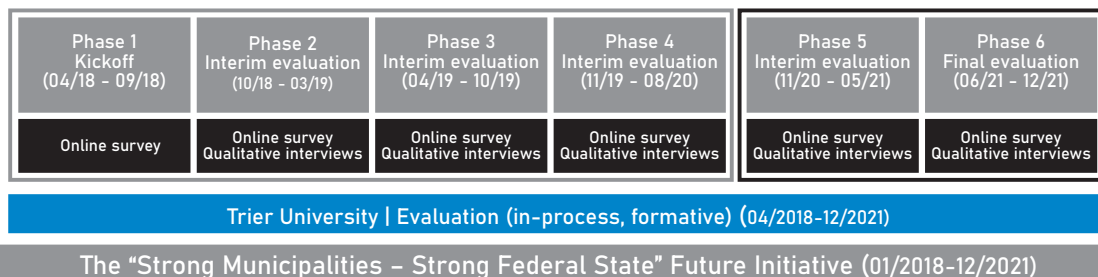 Phase 1
Kickoff
(04/18 - 09/18)
Online survey
Phase 2
Interim evaluation
(10/18 - 03/19)
Online survey
Qualitative interviews
Phase 3
Interim evaluation
(04/19 - 10/19)
Online survey
Qualitative interviews
Phase 4
Interim evaluation
(11/19 - 08/20)
Online survey
Qualitative interviews
Phase 5
Interim evaluation
(11/20 - 05/21)
Online survey
Qualitative interviews
Phase 6
Final evaluation
(06/21 - 12/21)
Online survey
Qualitative interviews
Trier University | Evaluation (in-process, formative) (04/2018-12/2021)
The “Strong Municipalities – Strong Federal State” Future Initiative (01/2018-12/2021)